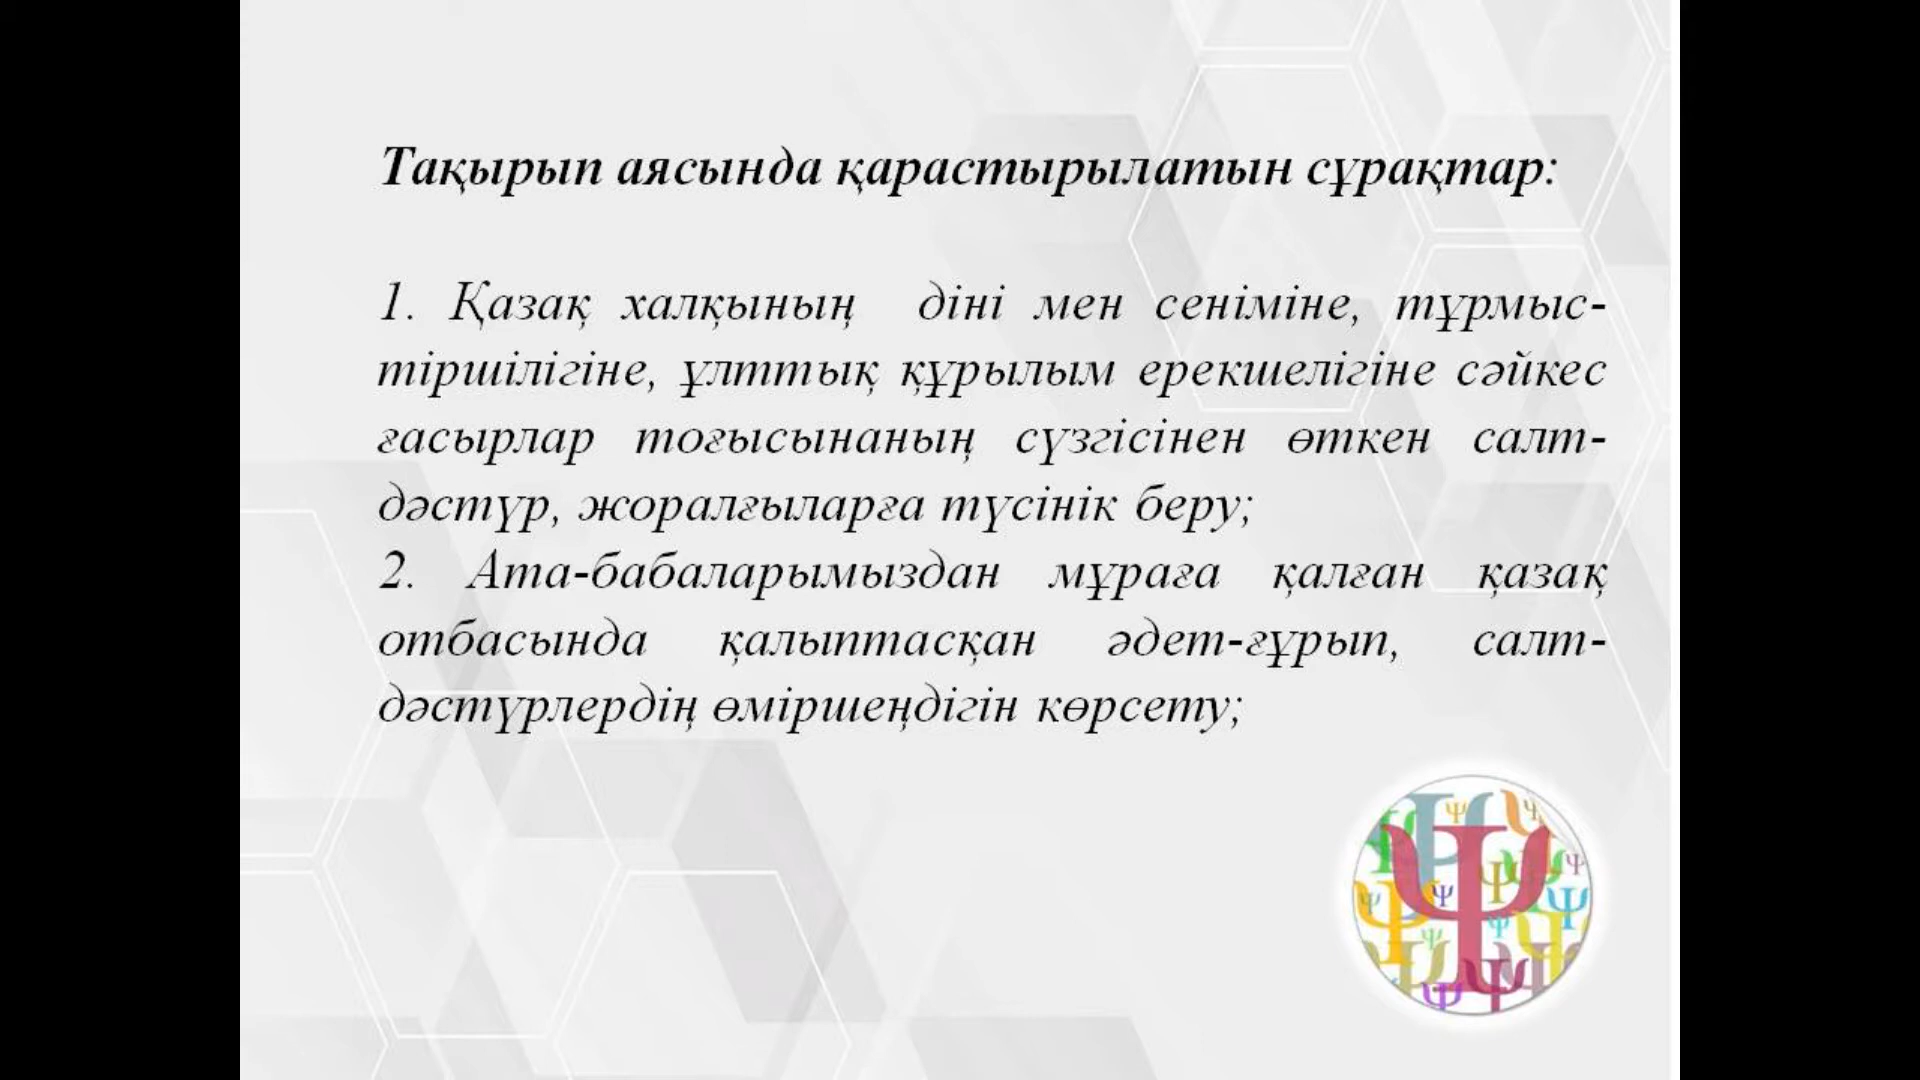 Тақырып аясында қарастырылатын сұрақтар:
1. Қазақ халқының діні мен сеніміне, тұрмыс-
тіршілігіне, ұлттық құрылым ерекшелігіне сәйкес
ғасырлар тоғысынаның сүзгісінен өткен салт-
дәстүр, жоралғыларға түсінік беру;
2. Ата-бабаларымыздан мұраға қалған қазақ
отбасында қалыптасқан әдет-ғұрып, салт-
дәстүрлердің өміршеңдігін көрсету;